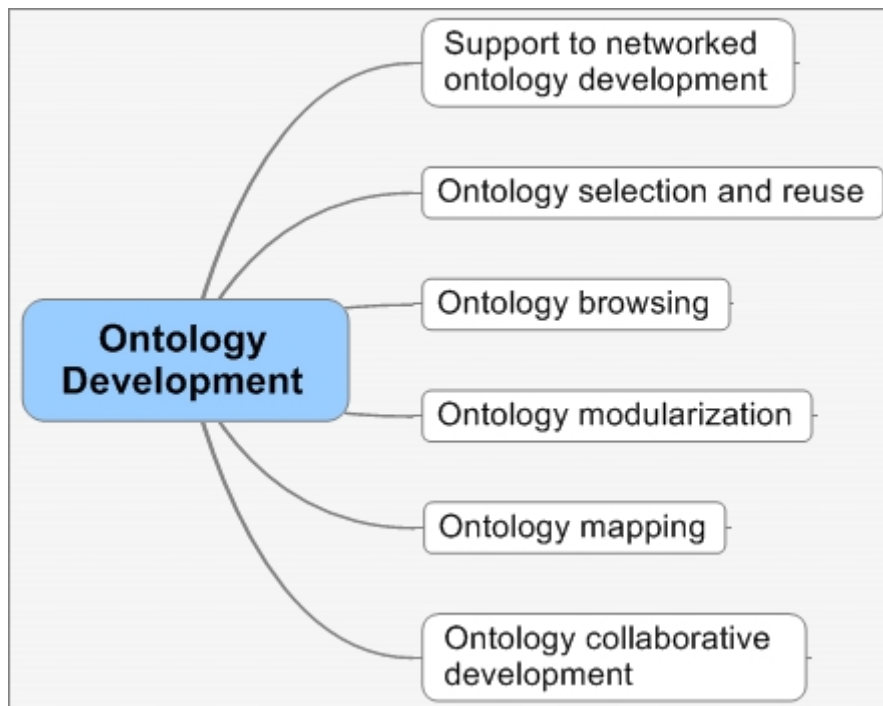 Support to networked
ontology development
Ontology selection and reuse
Ontology browsing
Ontology
Development
Ontology modularization
Ontology mapping
Ontology collaborative
development